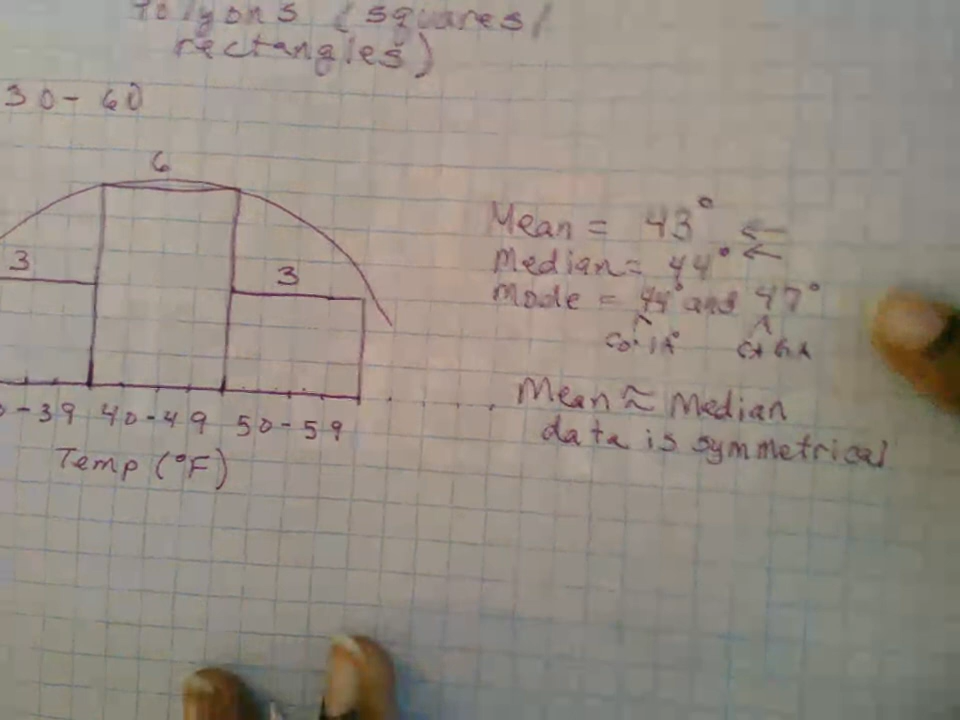 Polygons (squares/
rectangles)
30-60
6
3
3
-39 40-49 50-59
Temp (°F)
Mean = 43°
Median = 44°
Mode = 44° and 47°
Mean ≈ Median
data is symmetrical